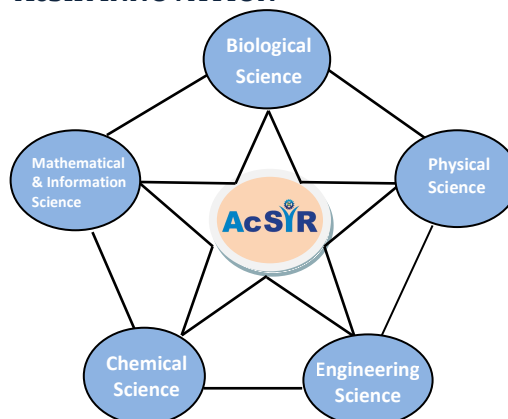 Biological
Science
Mathematical
& Information
Science
Physical
Science
AcSIR
Chemical
Science
Engineering
Science